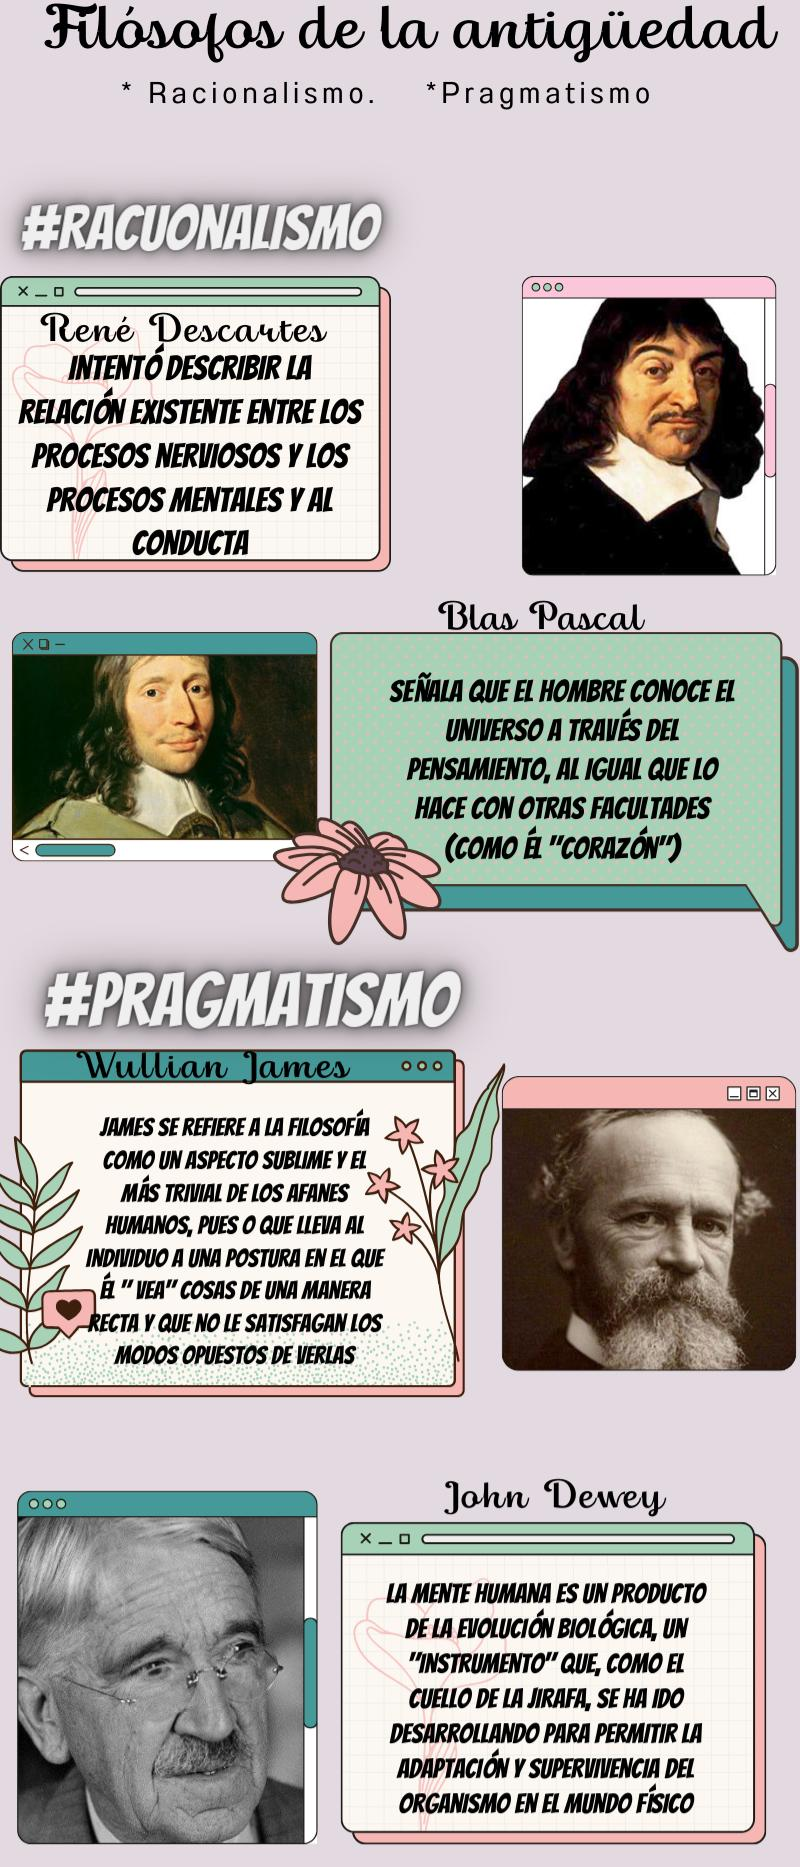 Filósofos de la antigüedad
* Racionalismo. *Pragmatismo
#RACUONALISMO
René Descartes
INTENTÓ DESCRIBIR LA
RELACIÓN EXISTENTE ENTRE LOS
PROCESOS NERVIOSOS Y LOS
PROCESOS MENTALES Y AL
CONDUCTA
Blas Pascal
SEÑALA QUE EL HOMBRE CONOCE EL
UNIVERSO A TRAVÉS DEL
PENSAMIENTO, AL IGUAL QUE LO
HACE CON OTRAS FACULTADES
(COMO ÉL "CORAZÓN")
#PRAGMATISMO
Wullian James
JAMES SE REFIERE A LA FILOSOFÍA
COMO UN ASPECTO SUBLIME Y EL
MÁS TRIVIAL DE LOS AFANES
HUMANOS, PUES O QUE LLEVA AL
INDIVIDUO A UNA POSTURA EN EL QUE
ÉL " VEA" COSAS DE UNA MANERA
RECTA Y QUE NO LE SATISFAGAN LOS
MODOS OPUESTOS DE VERLAS
John Dewey
LA MENTE HUMANA ES UN PRODUCTO
DE LA EVOLUCIÓN BIOLÓGICA, UN
"INSTRUMENTO" QUE, COMO EL
CUELLO DE LA JIRAFA, SE HA IDO
DESARROLLANDO PARA PERMITIR LA
ADAPTACIÓN Y SUPERVIVENCIA DEL
ORGANISMO EN EL MUNDO FÍSICO